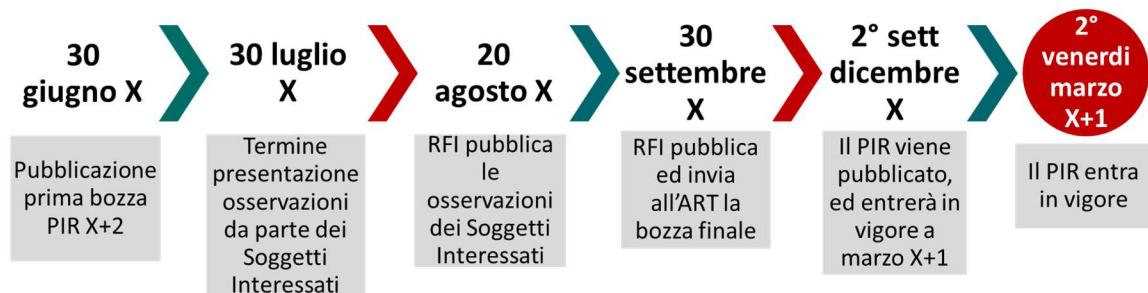 30
giugno X
Pubblicazione
prima bozza
PIR X+2
30 luglio
X
Termine
presentazione
osservazioni
da parte dei
Soggetti
Interessati
20
agosto X
RFI pubblica
le
osservazioni
dei Soggetti
Interessati
30
settembre
X
RFI pubblica
ed invia
all’ART la
bozza finale
2° sett
dicembre
X
Il PIR viene
pubblicato,
ed entrerà in
vigore a
marzo X+1
2°
venerdi
marzo
X+1
Il PIR entra
in vigore